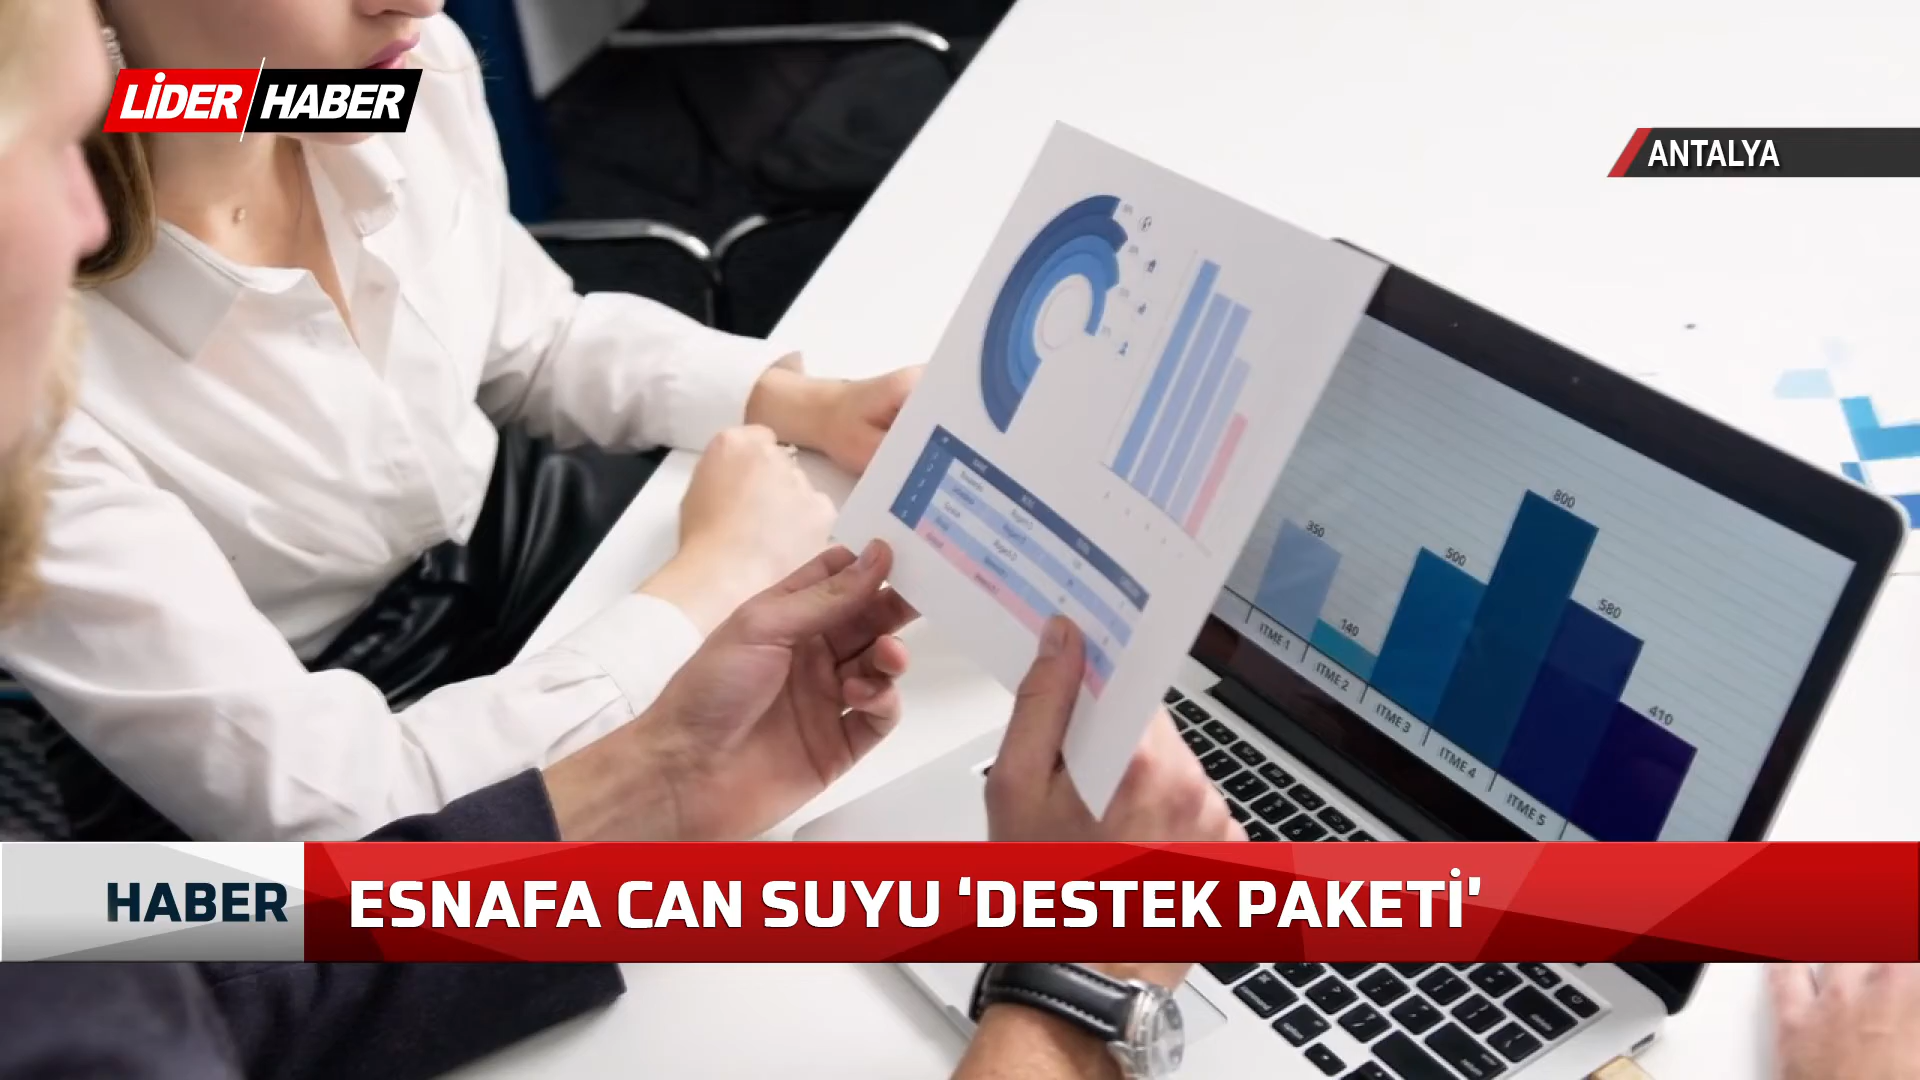 LİDER HABER
ANTALYA
800
350
500
580
140
410
ITME 1
ITME 2
ITME 3
ITME 4
ITME 5
HABER
ESNAFA CAN SUYU ‘DESTEK PAKETİ’